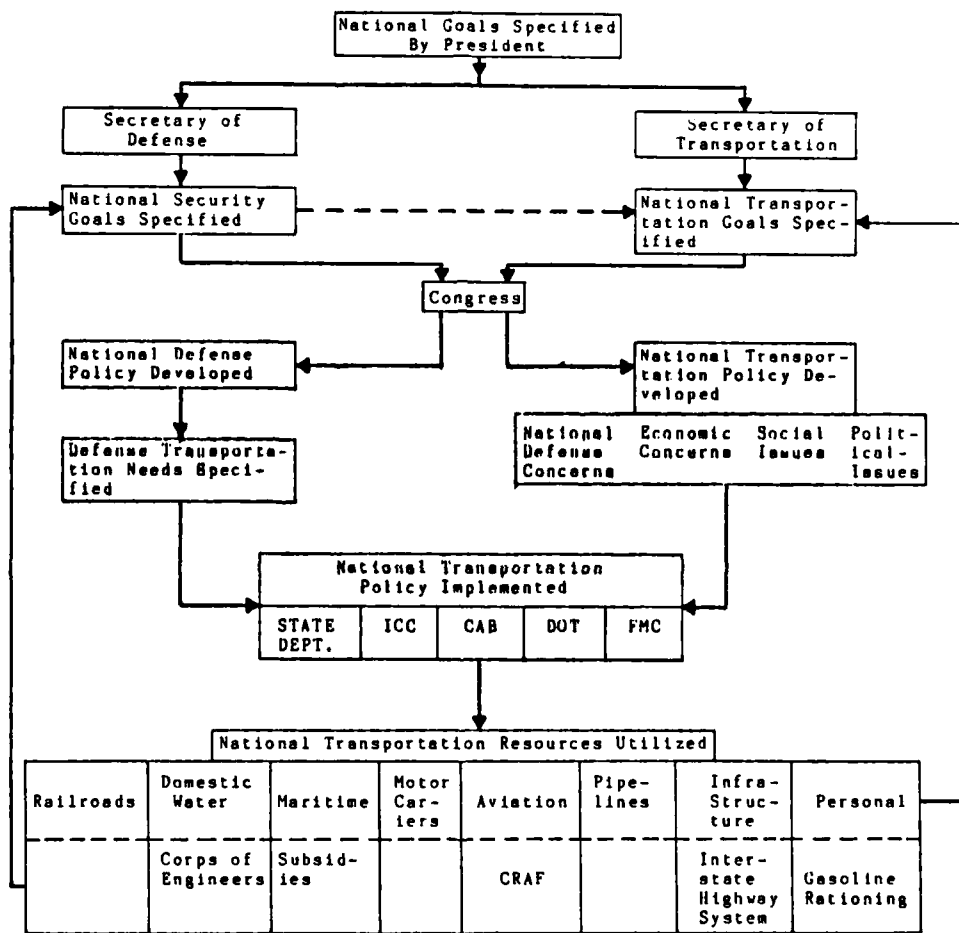 National Goals Specified
By President
Secretary of
Defense
Secretary of
Transportation
National Security
Goals Specified
National Transpor-
tation Goals Spec-
ified
Congress
National Defense
Policy Developed
National Transpor-
tation Policy De-
veloped
Defense Transporta-
tion Needs Speci-
fied
National Economic Social Polit-
Defense Concerns Issues ical-
Concerns Issues
National Transportation
Policy Implemented
STATE ICC CAB DOT FMC
DEPT.
National Transportation Resources Utilized
Railroads
Domestic
Water
Maritime
Motor
Car-
iers
Aviation
Pipe-
lines
Infra-
Struc-
ture
Personal
Corps of
Engineers
Subsid-
ies
CRAF
Inter-
state
Highway
System
Gasoline
Rationing